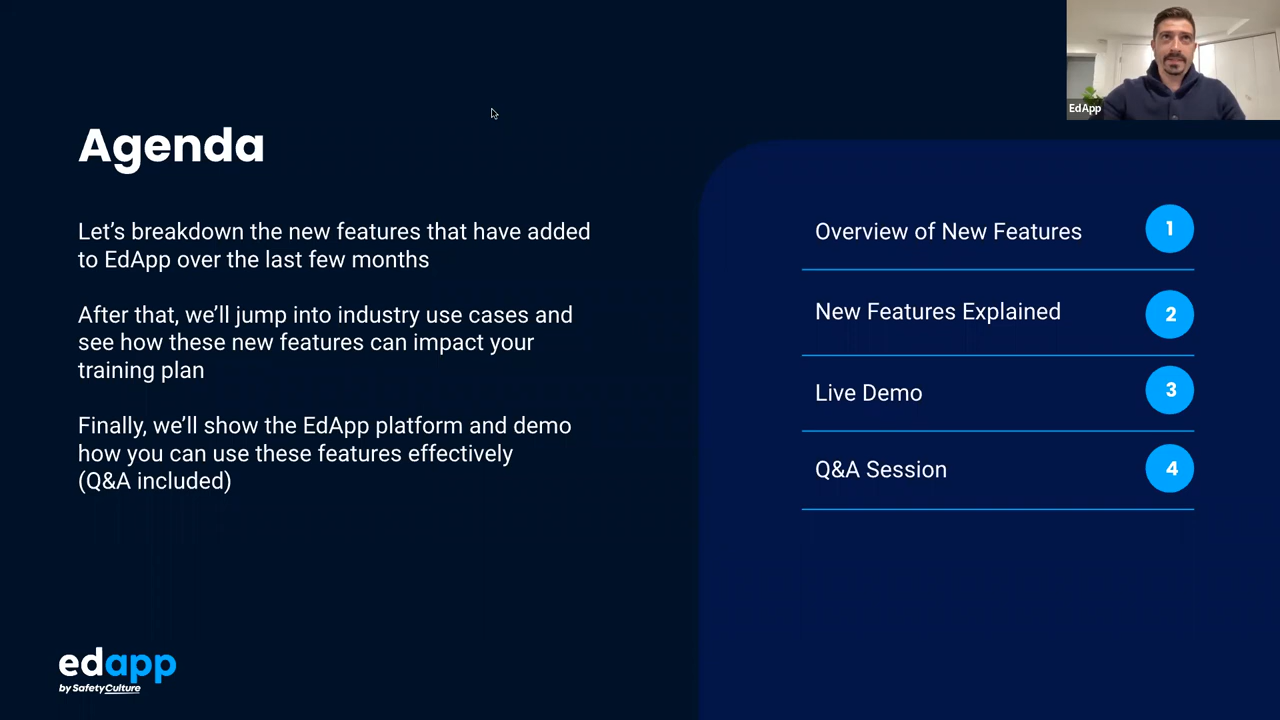 EdApp
Agenda
Let's breakdown the new features that have added
to EdApp over the last few months
After that, we'll jump into industry use cases and
see how these new features can impact your
training plan
Finally, we'll show the EdApp platform and demo
how you can use these features effectively
(Q&A included)
Overview of New Features 1
New Features Explained 2
Live Demo 3
Q&A Session 4
edapp
by SafetyCulture